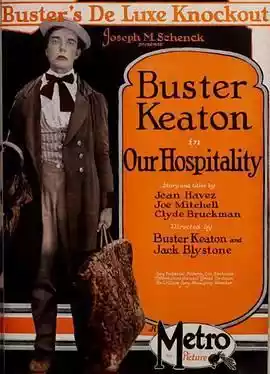 Buster's De Luxe Knockout
Joseph M. Schenck
presents
Buster
Keaton
in
Our Hospitality
Story and titles by
Jean Havez
Joe Mitchell
Clyde Bruckman
Directed by
Buster Keaton and
Jack Blystone
Metro
Picture